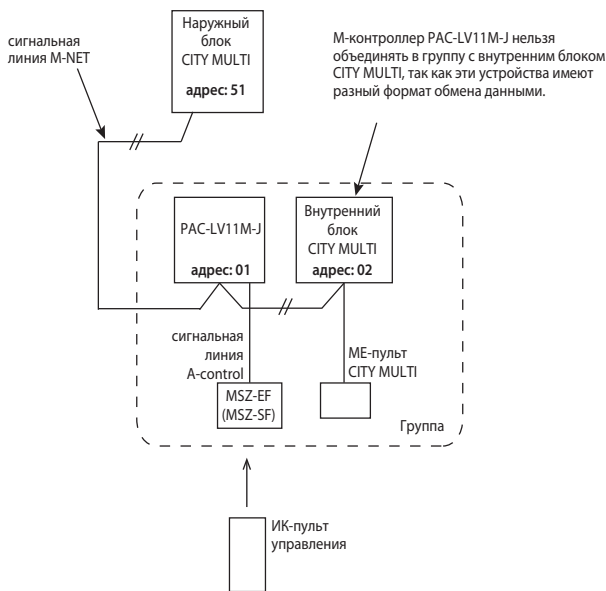 сигнальная
линия M-NET
Наружный
блок
CITY MULTI
адрес: 51
М-контроллер PAC-LV11M-J нельзя
объединять в группу с внутренним блоком
CITY MULTI, так как эти устройства имеют
разный формат обмена данными.
PAC-LV11M-J
адрес: 01
Внутренний
блок
CITY MULTI
адрес: 02
сигнальная
линия
A-control
MSZ-EF
(MSZ-SF)
ME-пульт
CITY MULTI
Группа
ИК-пульт
управления